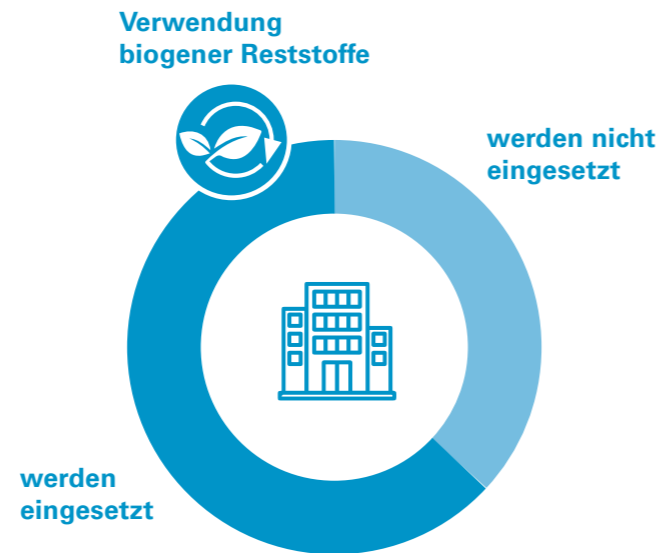 Verwendung
biogener Reststoffe
werden nicht
eingesetzt
werden
eingesetzt